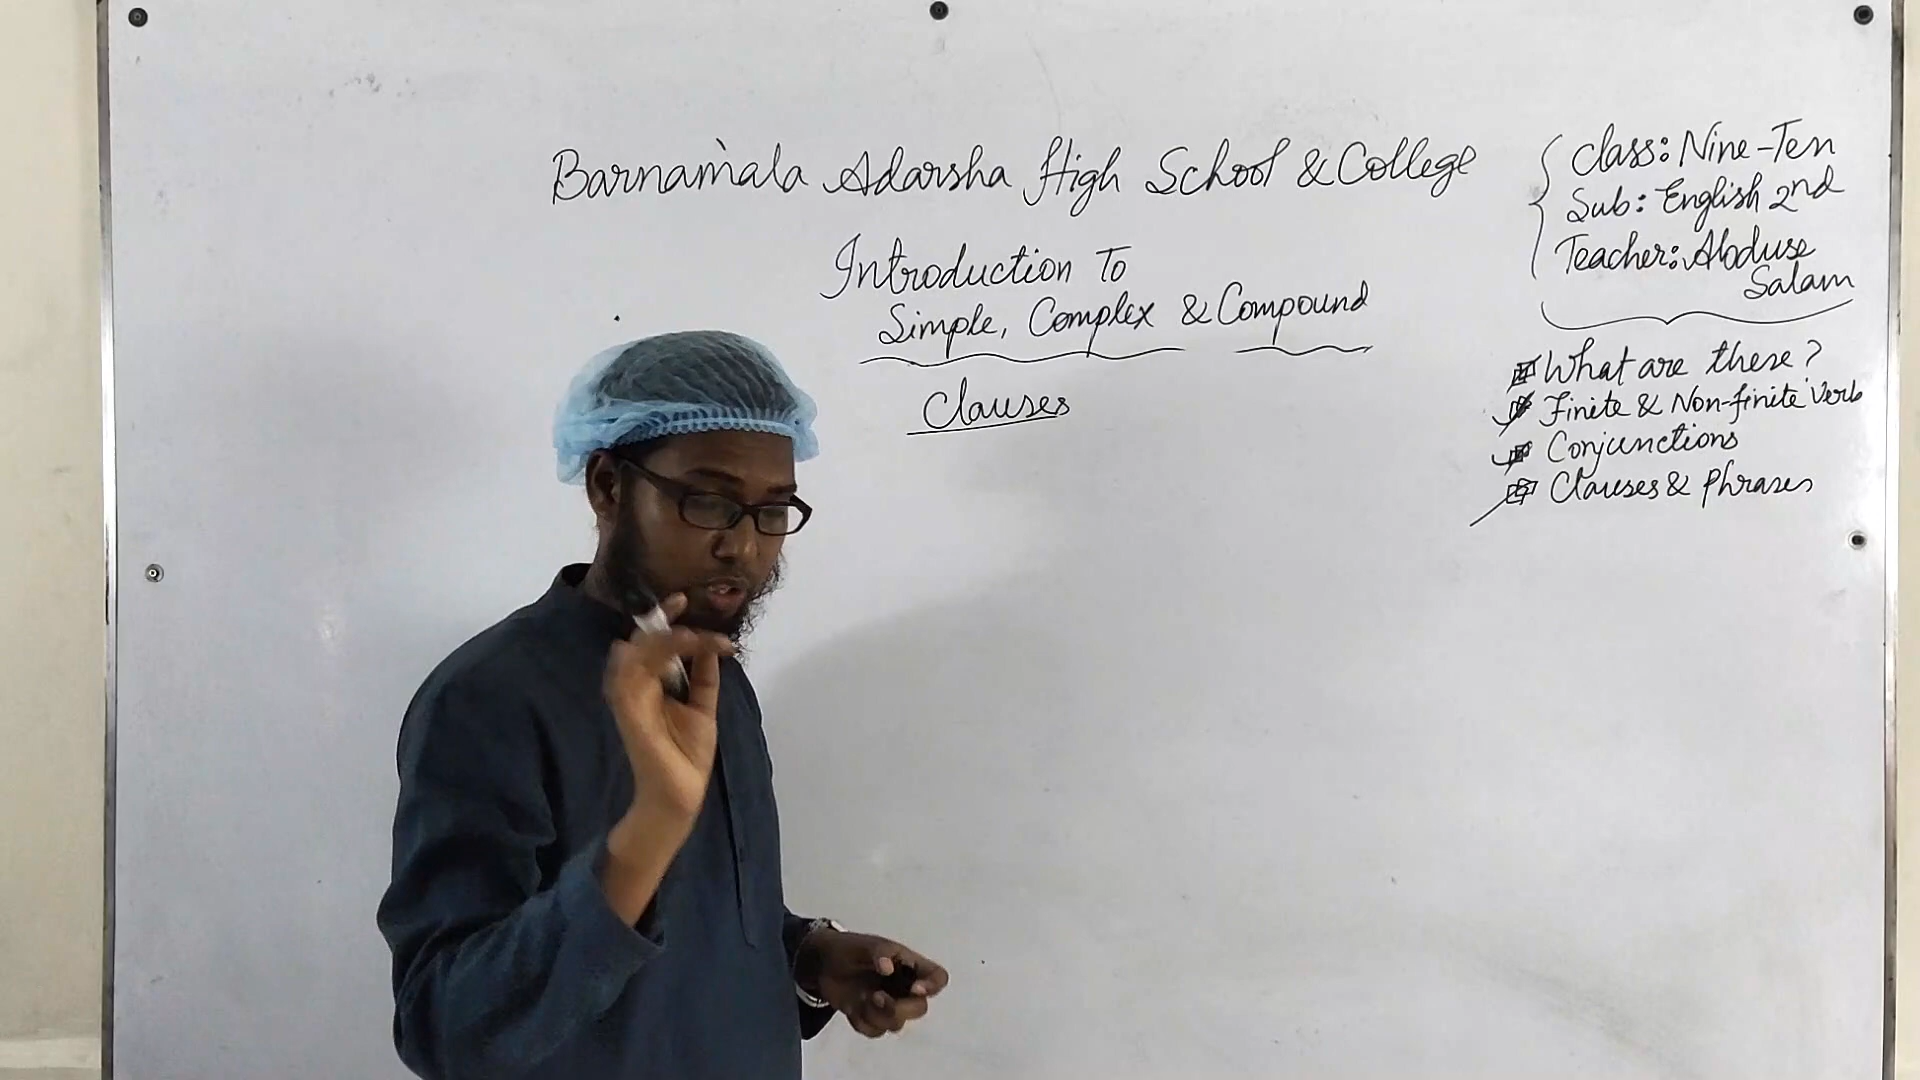 Barnamala Adarsha High School & College
Introduction To
Simple, Complex & Compound
Clauses
Class: Nine-Ten
Sub: English 2nd
Teacher: Abduse
Salam
What are these?
Finite & Non-finite Verb
Conjunctions
Clauses & Phrases